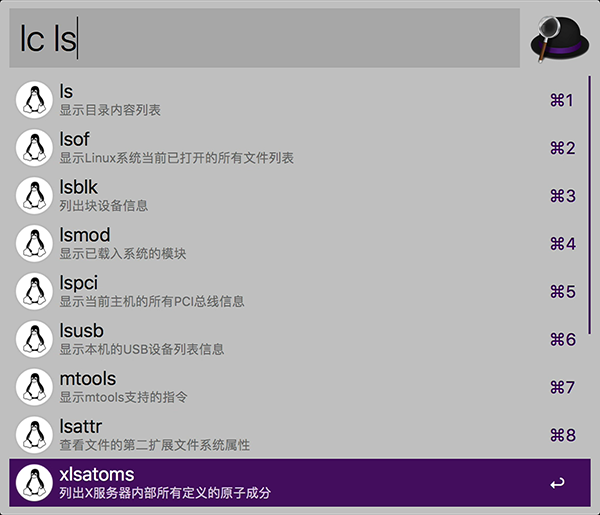 lc ls
ls
显示目录内容列表
⌘1
lsof
显示Linux系统当前已打开的所有文件列表
⌘2
lsblk
列出块设备信息
⌘3
lsmod
显示已载入系统的模块
⌘4
lspci
显示当前主机的所有PCI总线信息
⌘5
lsusb
显示本机的USB设备列表信息
⌘6
mtools
显示mtools支持的指令
⌘7
lsattr
查看文件的第二扩展文件系统属性
⌘8
xlsatoms
列出X服务器内部所有定义的原子成分
↩